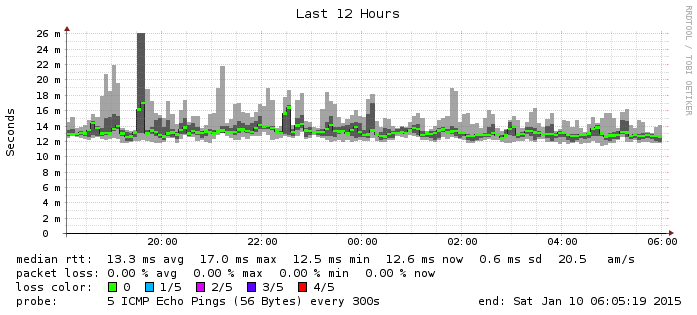 Last 12 Hours
RRDTOOL / TOBI OETIKER
Seconds
26 m
24 m
22 m
20 m
18 m
16 m
14 m
12 m
10 m
8 m
6 m
4 m
2 m
0
20:00 22:00 00:00 02:00 04:00 06:00
median rtt: 13.3 ms avg 17.0 ms max 12.5 ms min 12.6 ms now 0.6 ms sd 20.5 am/s
packet loss: 0.00 % avg 0.00 % max 0.00 % min 0.00 % now
loss color: 0 1/5 2/5 3/5 4/5
probe: 5 ICMP Echo Pings (56 Bytes) every 300s end: Sat Jan 10 06:05:19 2015